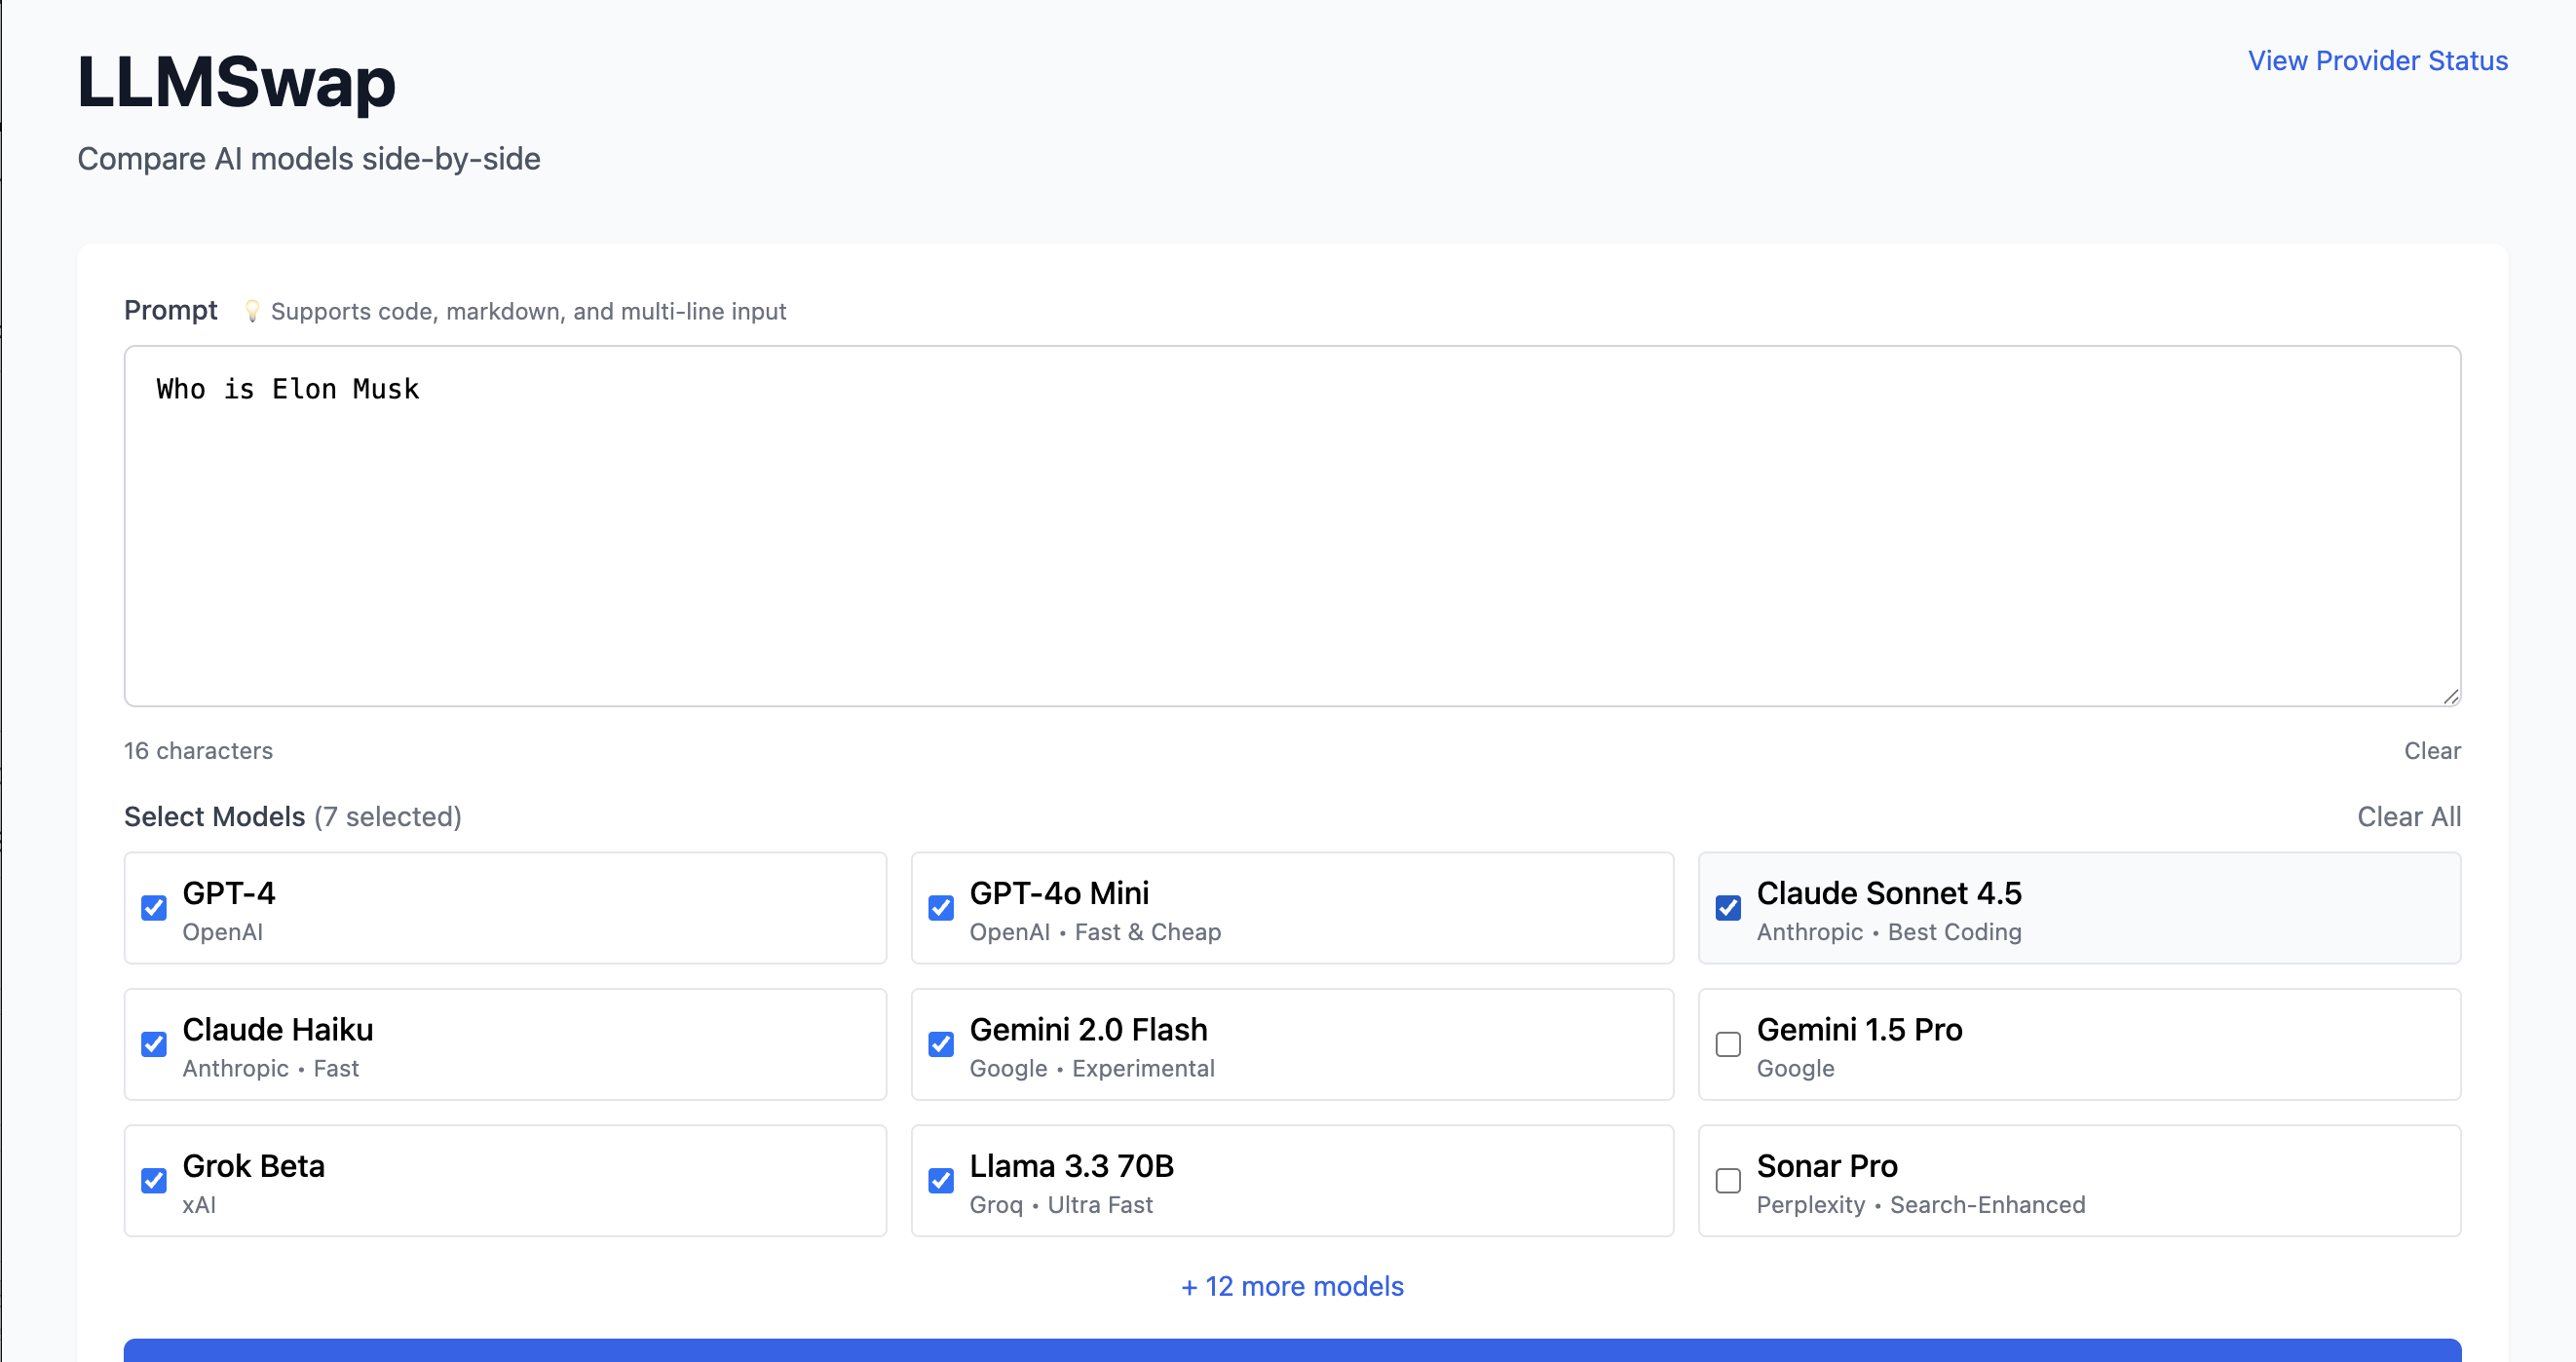 LLMSwap
View Provider Status
Compare AI models side-by-side
Prompt 💡 Supports code, markdown, and multi-line input
Who is Elon Musk
16 characters
Clear
Select Models (7 selected)
Clear All
GPT-4
OpenAI
GPT-4o Mini
OpenAI • Fast & Cheap
Claude Sonnet 4.5
Anthropic • Best Coding
Claude Haiku
Anthropic • Fast
Gemini 2.0 Flash
Google • Experimental
Gemini 1.5 Pro
Google
Grok Beta
xAI
Llama 3.3 70B
Groq • Ultra Fast
Sonar Pro
Perplexity • Search-Enhanced
+ 12 more models